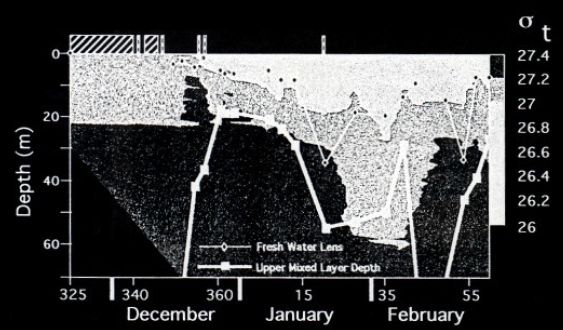 σ t
27.4
0
27.2
27
20
26.8
26.6
40
26.4
26.2
60
26
Depth (m)
Fresh Water Lens
Upper Mixed Layer Depth
325 340 360 15 35 55
December January February